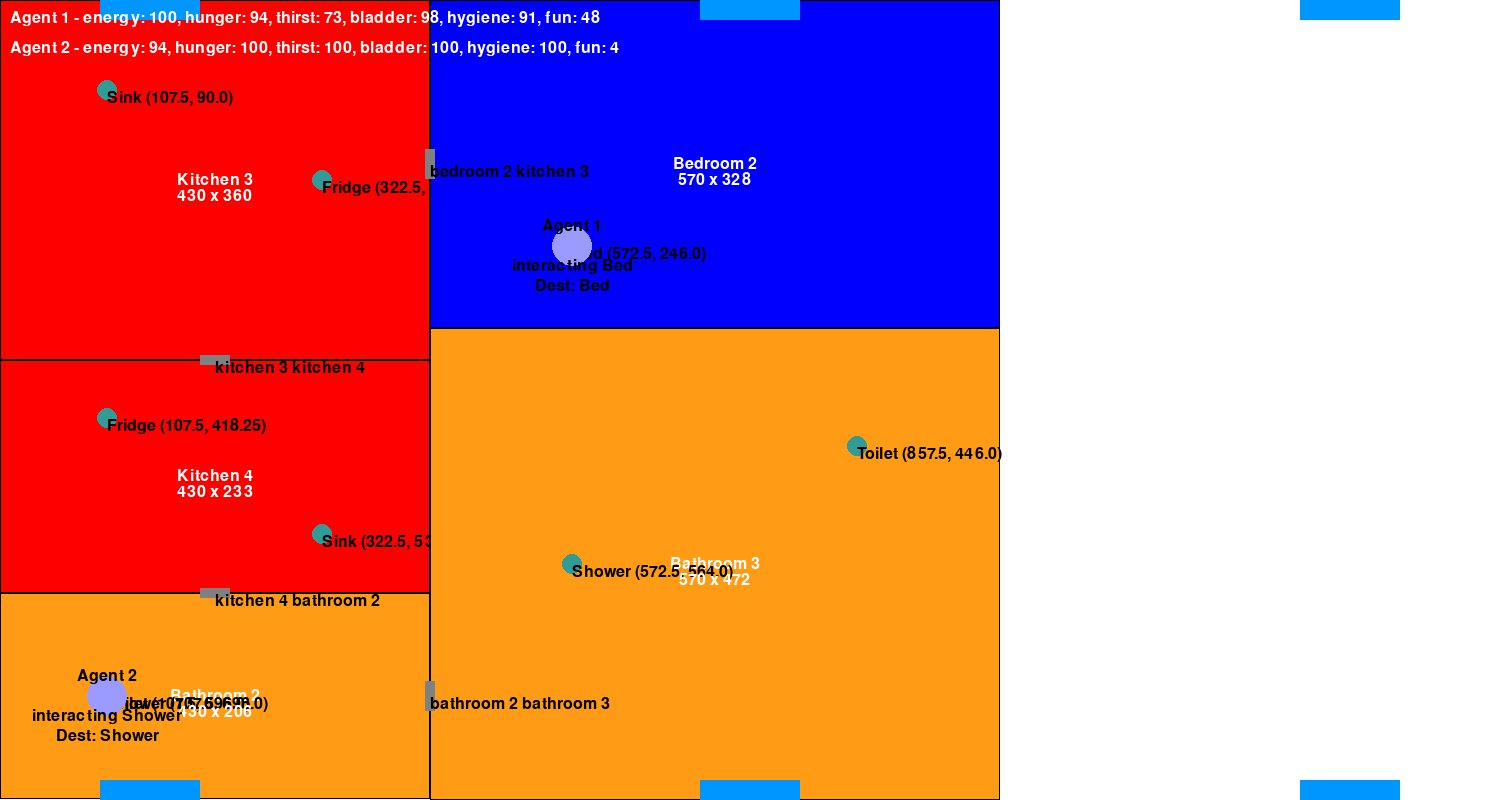 Agent 1 - energy: 100, hunger: 94, thirst: 73, bladder: 98, hygiene: 91, fun: 48
Agent 2 - energy: 94, hunger: 100, thirst: 100, bladder: 100, hygiene: 100, fun: 4
Sink (107.5, 90.0)
Bedroom 2
570 x 328
bedroom 2 kitchen 3
Kitchen 3
430 x 360
Fridge (322.5,
Agent 1
(572.5, 246.0)
interacting Bed
Dest: Bed
kitchen 3 kitchen 4
Fridge (107.5, 418.25)
Toilet (857.5, 446.0)
Kitchen 4
430 x 233
Sink (322.5, 53
Bathroom 3
570 x 472
Shower (572.5, 564.0)
kitchen 4 bathroom 2
Agent 2
Bathroom 2
430 x 206
bathroom 2 bathroom 3
interacting Shower
Dest: Shower